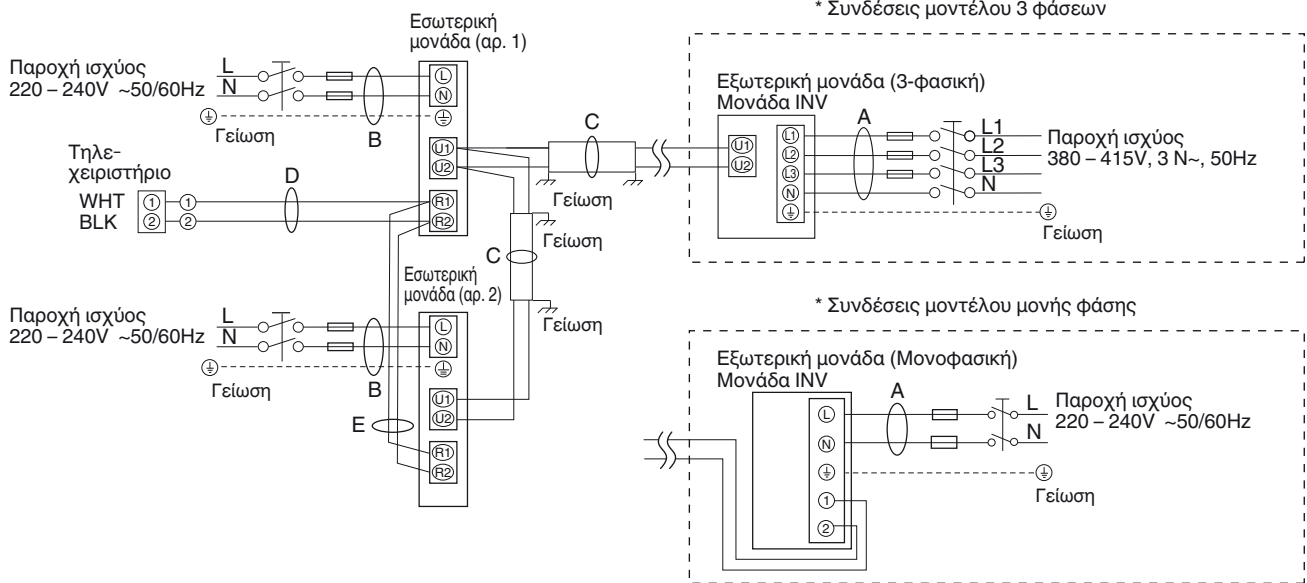 * Συνδέσεις μοντέλου 3 φάσεων
Εσωτερική
μονάδα (αρ. 1)
Παροχή ισχύος
220 – 240V ~50/60Hz
L
N
Γείωση
B
L
N
U1
U2
R1
R2
Τηλε-
χειριστήριο
WHT
BLK
1
2
1
2
D
C
Γείωση
C
Γείωση
Γείωση
Εξωτερική μονάδα (3-φασική)
Μονάδα INV
U1
U2
L1
L2
L3
N
A
L1
L2
L3
N
Παροχή ισχύος
380 – 415V, 3 N~, 50Hz
Γείωση
Εσωτερική
μονάδα (αρ. 2)
Παροχή ισχύος
220 – 240V ~50/60Hz
L
N
Γείωση
B
E
L
N
U1
U2
R1
R2
* Συνδέσεις μοντέλου μονής φάσης
Εξωτερική μονάδα (Μονοφασική)
Μονάδα INV
L
N
1
2
A
L
N
Παροχή ισχύος
220 – 240V ~50/60Hz
Γείωση